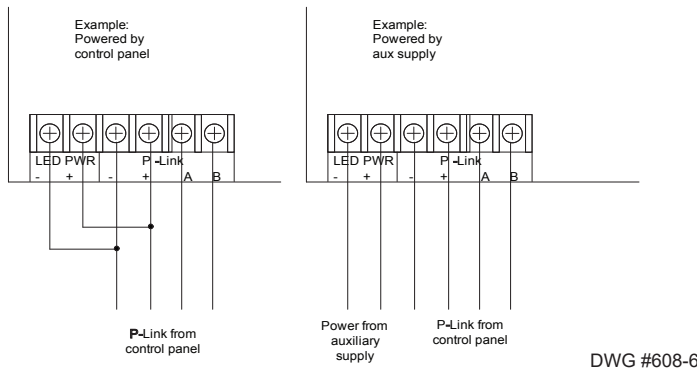 Example:
Powered by
control panel
Example:
Powered by
aux supply
LED PWR P -Link
- + - + A B
LED PWR P -Link
- + - + A B
P-Link from
control panel
Power from
auxiliary
supply
P-Link from
control panel
DWG #608-6